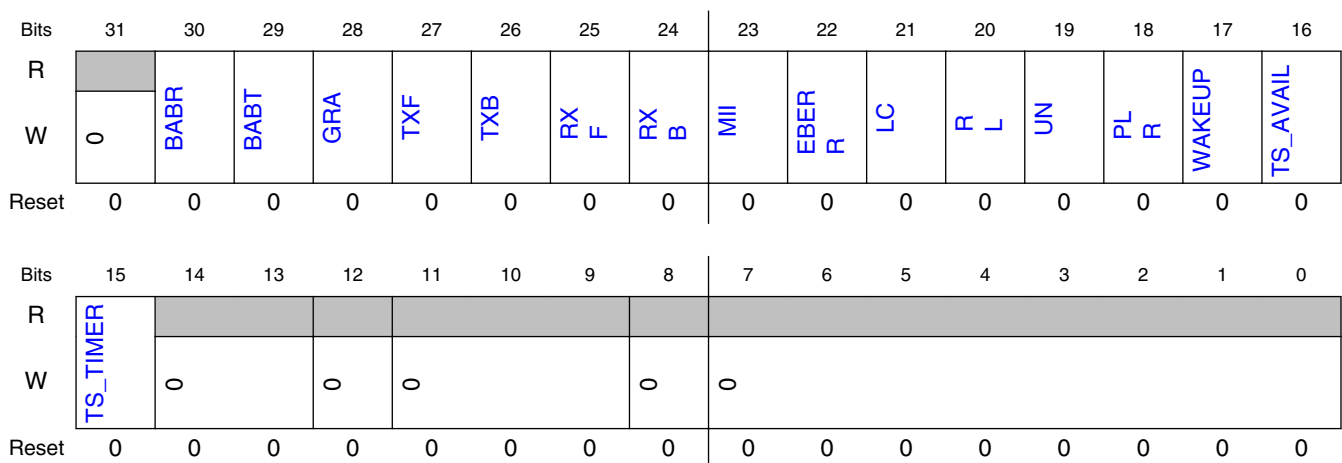 Bits 31 30 29 28 27 26 25 24 23 22 21 20 19 18 17 16
R
W 0 BABR BABT GRA TXF TXB RX F RX B MII EBER R LC R L UN PL R WAKEUP TS_AVAIL
Reset 0 0 0 0 0 0 0 0 0 0 0 0 0 0 0 0
Bits 15 14 13 12 11 10 9 8 7 6 5 4 3 2 1 0
R
W TS_TIMER 0 0 0 0 0
Reset 0 0 0 0 0 0 0 0 0 0 0 0 0 0 0 0